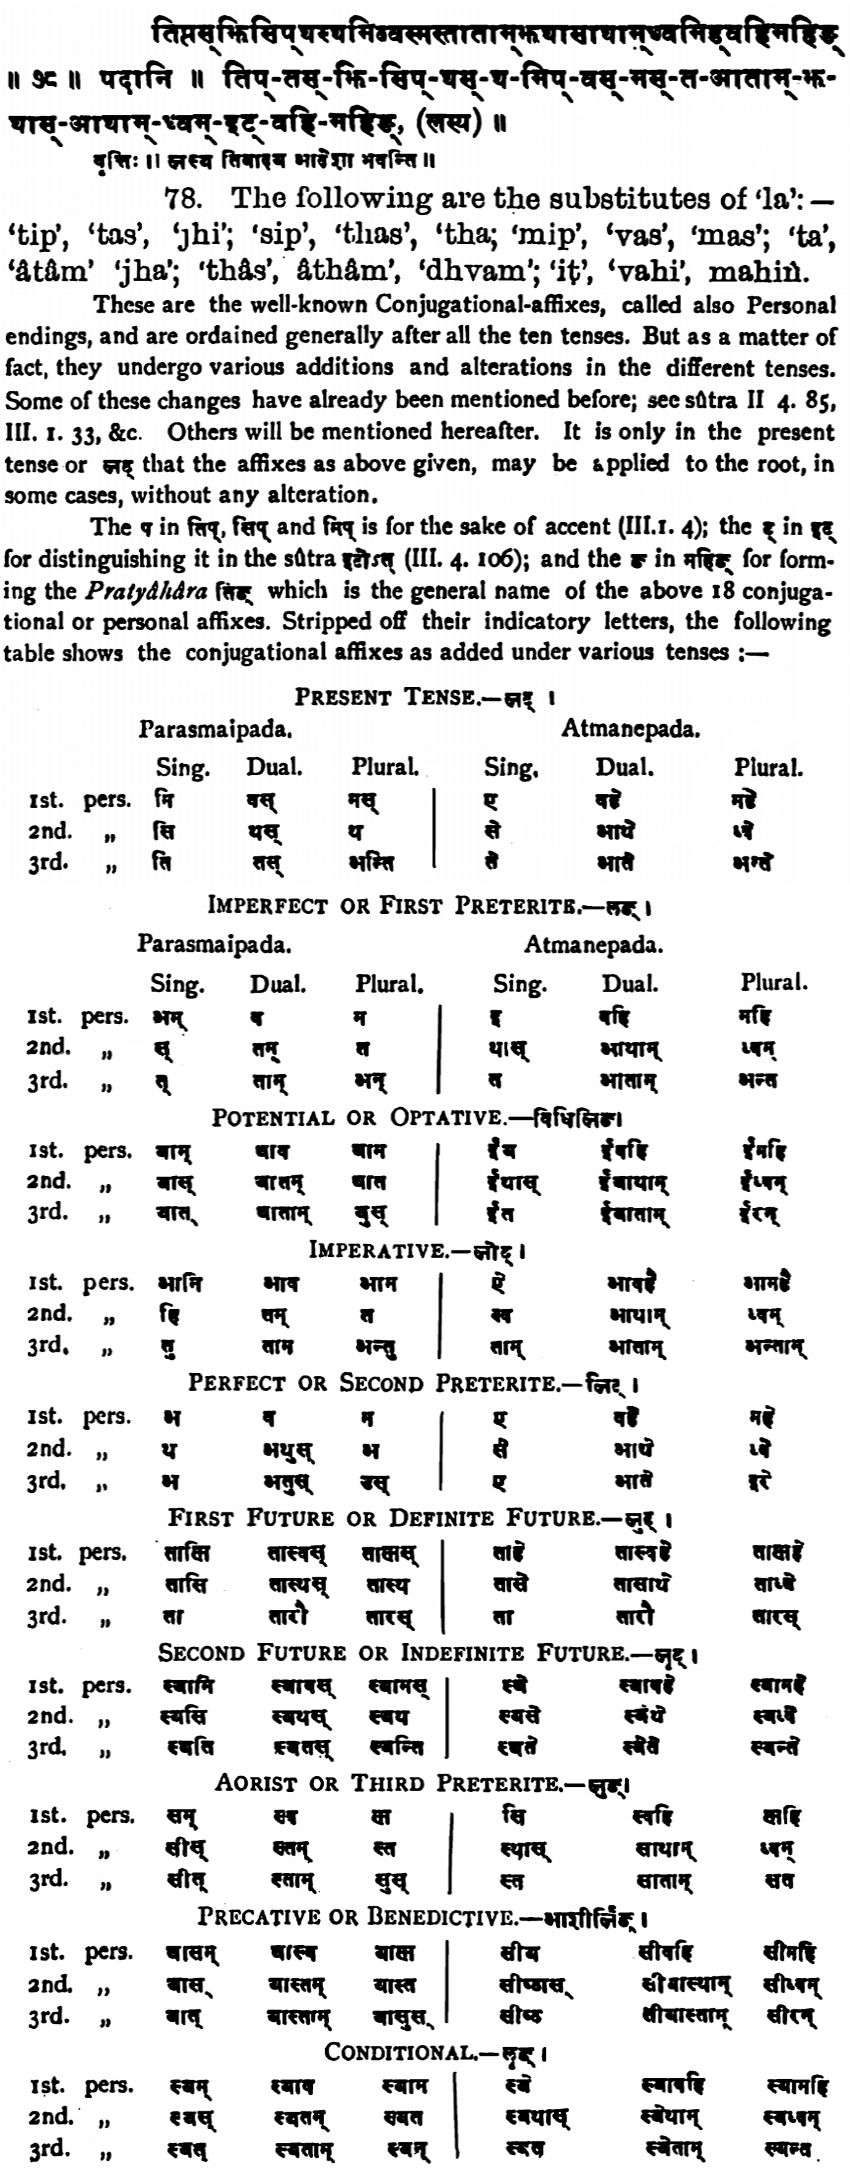 तिप्तस्झिसिप्थस्थमिब्वस्मस्ताताम्झथासाथाम्ध्वमिड्वहिमहिङ्
॥ ७८ ॥ पदानि ॥ तिप्-तस्-झि-सिप्-थस्-थ-मिप्-वस्-मस्-त-आताम्-झ-
थास्-आथाम्-ध्वम्-इट्-वहि-महिङ्, (लस्य) ॥
वृत्तिः ॥ लस्य तिबादय आदेशा भवन्ति ॥
78. The following are the substitutes of ‘la’: —
‘tip’, ‘tas’, ‘jhi’; ‘sip’, ‘thas’, ‘tha; ‘mip’, ‘vas’, ‘mas’; ‘ta’,
‘âtâm’ ‘jha’; ‘thâs’, âthâm’, ‘dhvam’; ‘iṭ’, ‘vahi’, mahiṅ.
These are the well-known Conjugational-affixes, called also Personal
endings, and are ordained generally after all the ten tenses. But as a matter of
fact, they undergo various additions and alterations in the different tenses.
Some of these changes have already been mentioned before; see sûtra II 4. 85,
III. 1. 33, &c. Others will be mentioned hereafter. It is only in the present
tense or लट् that the affixes as above given, may be applied to the root, in
some cases, without any alteration.
The प in तिप्, सिप् and मिप् is for the sake of accent (III.1. 4); the ट् in इट्
for distinguishing it in the sûtra इटोऽत् (III. 4. 106); and the ङ in महिङ् for form-
ing the Pratyâhâra तिङ् which is the general name of the above 18 conjuga-
tional or personal affixes. Stripped off their indicatory letters, the following
table shows the conjugational affixes as added under various tenses :—
PRESENT TENSE.—लट् ।
Parasmaipada. Atmanepada.
Sing. Dual. Plural. Sing. Dual. Plural.
1st. pers. मि वस् मस् ए वहे महे
2nd. „ सि थस् थ से आथे ध्वे
3rd. „ ति तस् अन्ति ते आते अन्ते
IMPERFECT OR FIRST PRETERITE.—लङ् ।
Parasmaipada. Atmanepada.
Sing. Dual. Plural. Sing. Dual. Plural.
1st. pers. अम् व म इ वहि महि
2nd. „ स् तम् त थास् आथाम् ध्वम्
3rd. „ त् ताम् अन् त आताम् अन्त
POTENTIAL OR OPTATIVE.—विधिलिङ।
1st. pers. याम् याव याम ईय ईवहि ईमहि
2nd. „ यास् यातम् यात ईथास् ईयाथाम् ईध्वम्
3rd. „ यात् याताम् युस् ईत ईयाताम् ईरन्
IMPERATIVE.—लोट् ।
1st. pers. आनि आव आम ऐ आवहै आमहै
2nd. „ हि तम् त स्व आथाम् ध्वम्
3rd. „ तु ताम अन्तु ताम् आताम् अन्ताम्
PERFECT OR SECOND PRETERITE.—लिट् ।
1st. pers. अ व म ए वहे महे
2nd. „ थ अथुस् अ से आथे ध्वे
3rd. „ अ अतुस् उस् ए आते इरे
FIRST FUTURE OR DEFINITE FUTURE.—लुट् ।
1st. pers. तास्मि तास्वस् तास्मस् ताहे तास्वहे तास्महे
2nd. „ तासि तास्थस् तास्थ तासे तासाथे ताध्वे
3rd. „ ता तारौ तारस् ता तारौ तारस्
SECOND FUTURE OR INDEFINITE FUTURE.—लृट् ।
1st. pers. स्यामि स्यावस् स्यामस् स्ये स्यावहे स्यामहे
2nd. „ स्यसि स्यथस् स्यथ स्यसे स्येथे स्यध्वे
3rd. „ स्यति स्यतस् स्यन्ति स्यते स्येते स्यन्ते
AORIST OR THIRD PRETERITE.—लुङ्।
1st. pers. सम् स्व स्म सि स्वहि स्महि
2nd. „ सीस् स्तम् स्त स्थास् साथाम् ध्वम्
3rd. „ सीत् स्ताम् सुस् स्त साताम् सत
PRECATIVE OR BENEDICTIVE.—आशीर्लिङ् ।
1st. pers. यासम् यास्व यास्म सीय सीवहि सीमहि
2nd. „ यास् यास्तम् यास्त सीष्ठास् सीयास्थाम् सीध्वम्
3rd. „ यात् यास्ताम् यासुस् सीष्ठ सीयास्ताम् सीरन्
CONDITIONAL.—लृङ् ।
1st. pers. स्यम् स्याव स्याम स्ये स्यावहि स्यामहि
2nd. „ स्यस् स्यतम् स्यत स्यथास् स्येथाम् स्यध्वम्
3rd. „ स्यत् स्यताम् स्यन् स्यत स्येताम् स्यन्त